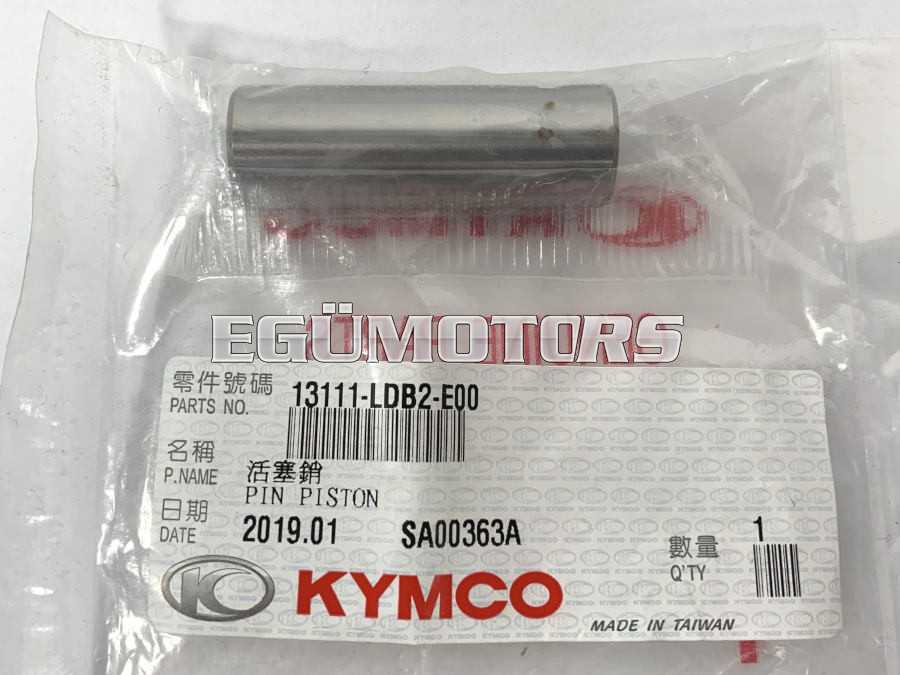 KYMCO
EGÜMOTORS
零件號碼
PARTS NO.
13111-LDB2-E00
名稱
P.NAME
活塞銷
PIN PISTON
日期
DATE
2019.01
SA00363A
數量
Q'TY
1
KYMCO
MADE IN TAIWAN